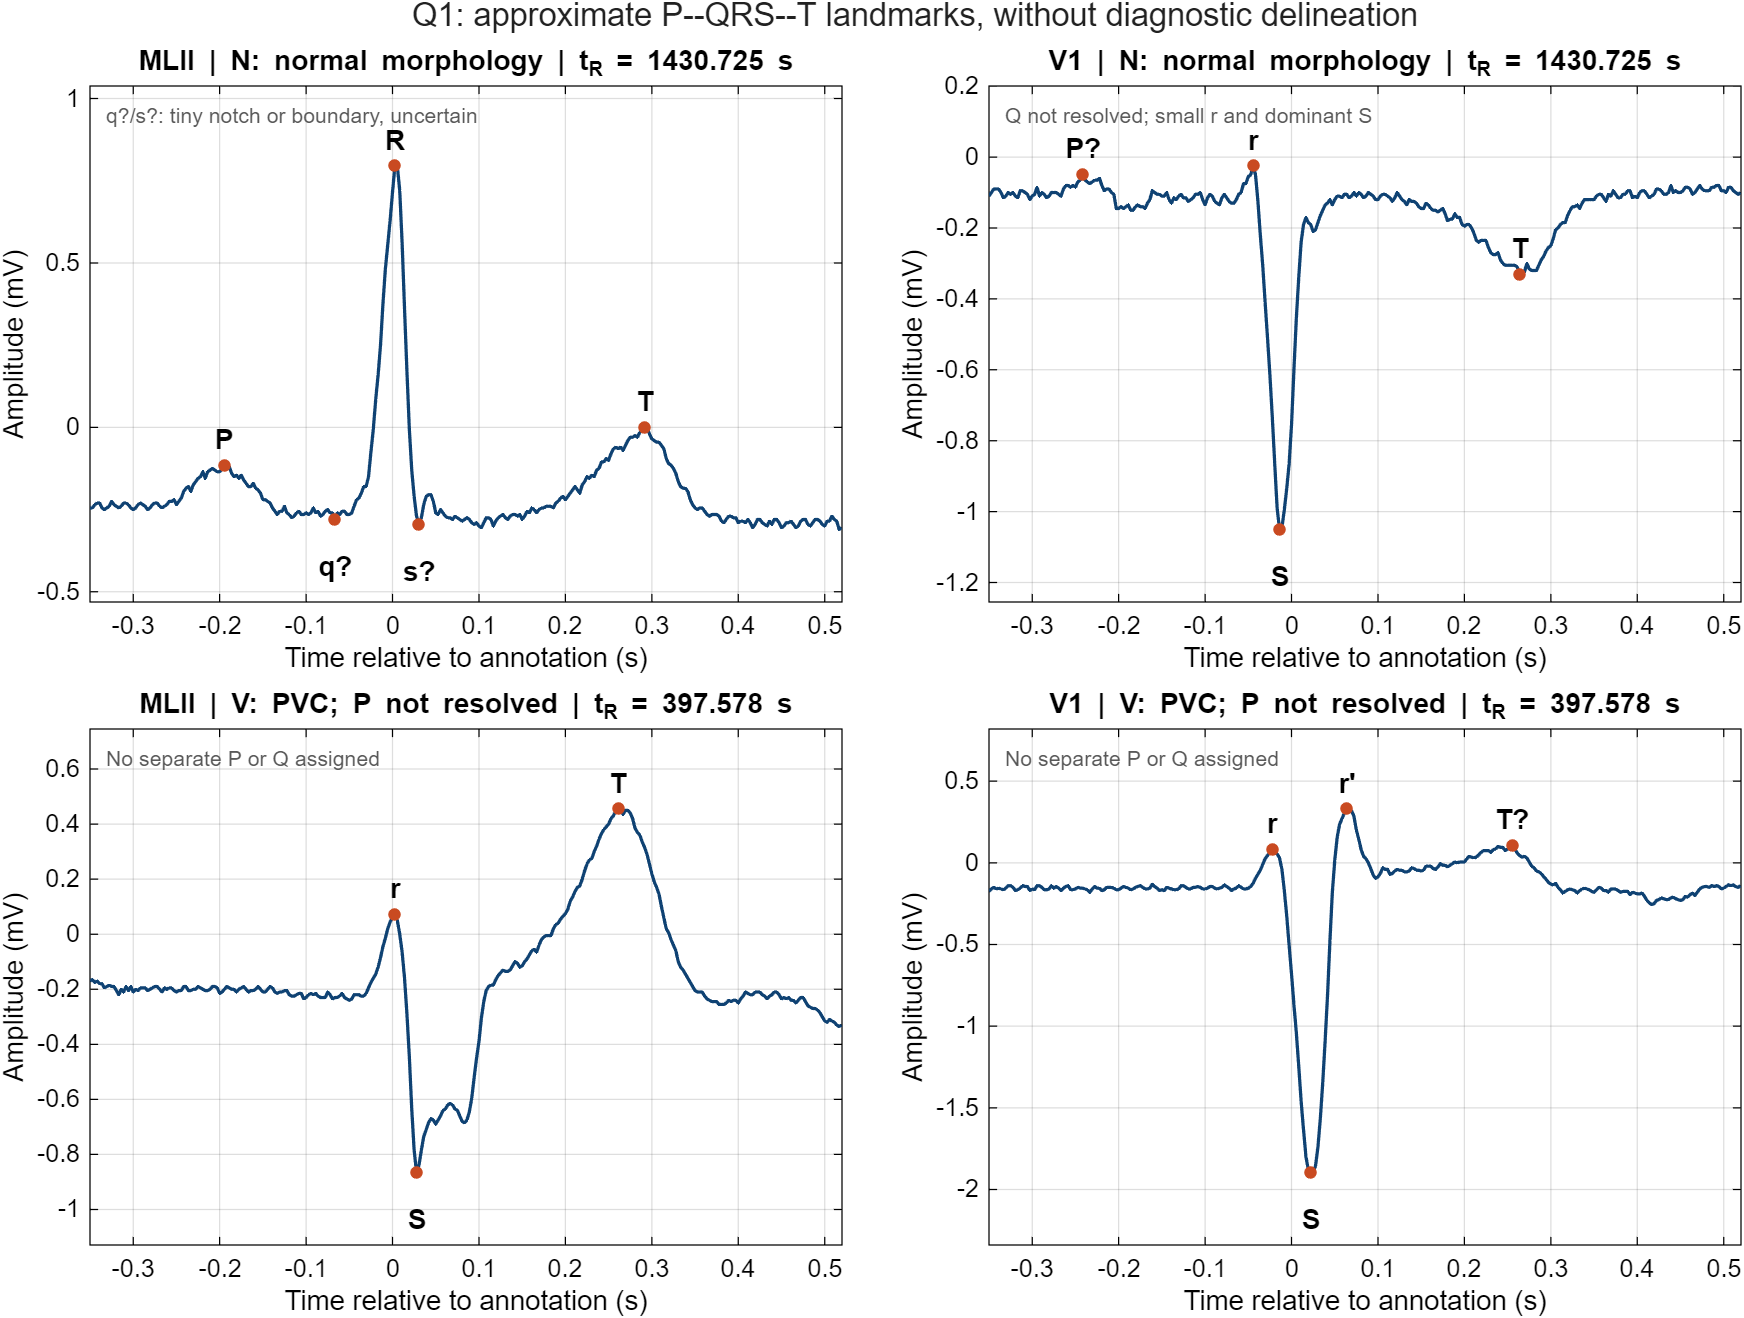 Q1: approximate P--QRS--T landmarks, without diagnostic delineation
MLII | N: normal morphology | tR = 1430.725 s
q?/s?: tiny notch or boundary, uncertain
R
P
T
q?
s?
1
0.5
0
-0.5
Amplitude (mV)
-0.3 -0.2 -0.1 0 0.1 0.2 0.3 0.4 0.5
Time relative to annotation (s)
V1 | N: normal morphology | tR = 1430.725 s
Q not resolved; small r and dominant S
P?
r
T
S
0.2
0
-0.2
-0.4
-0.6
-0.8
-1
-1.2
Amplitude (mV)
-0.3 -0.2 -0.1 0 0.1 0.2 0.3 0.4 0.5
Time relative to annotation (s)
MLII | V: PVC; P not resolved | tR = 397.578 s
No separate P or Q assigned
T
r
S
0.6
0.4
0.2
0
-0.2
-0.4
-0.6
-0.8
-1
Amplitude (mV)
-0.3 -0.2 -0.1 0 0.1 0.2 0.3 0.4 0.5
Time relative to annotation (s)
V1 | V: PVC; P not resolved | tR = 397.578 s
No separate P or Q assigned
r'
r
T?
S
0.5
0
-0.5
-1
-1.5
-2
Amplitude (mV)
-0.3 -0.2 -0.1 0 0.1 0.2 0.3 0.4 0.5
Time relative to annotation (s)